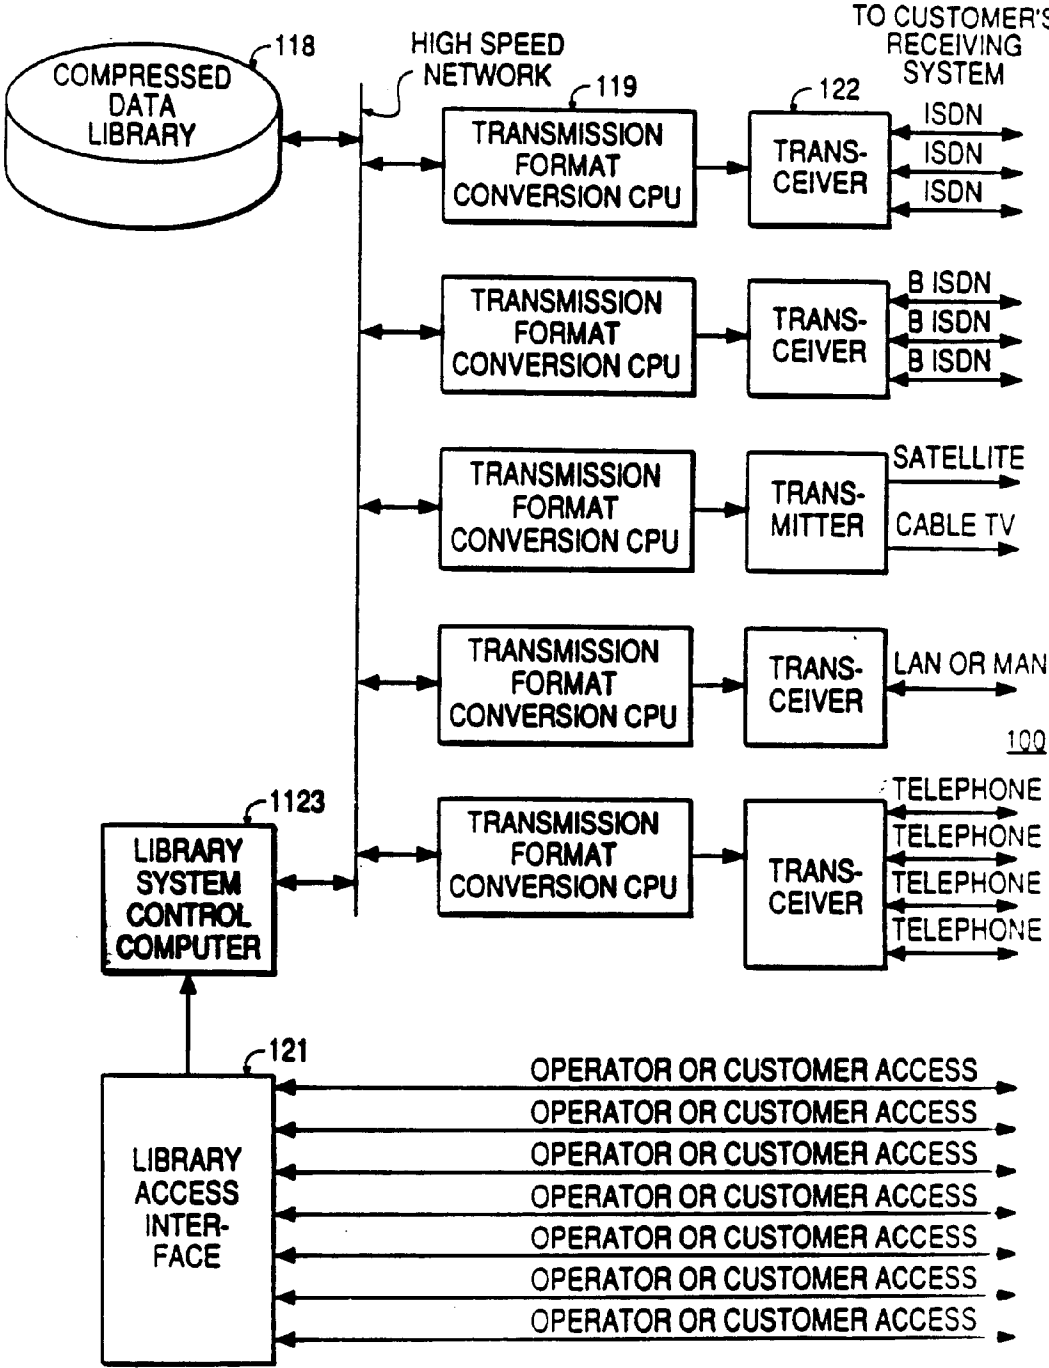 TO CUSTOMER'S
RECEIVING
SYSTEM
118
COMPRESSED
DATA
LIBRARY
HIGH SPEED
NETWORK
119
TRANSMISSION
FORMAT
CONVERSION CPU
122
TRANS-
CEIVER
ISDN
ISDN
ISDN
TRANSMISSION
FORMAT
CONVERSION CPU
TRANS-
CEIVER
B ISDN
B ISDN
B ISDN
TRANSMISSION
FORMAT
CONVERSION CPU
TRANS-
MITTER
SATELLITE
CABLE TV
TRANSMISSION
FORMAT
CONVERSION CPU
TRANS-
CEIVER
LAN OR MAN
100
1123
LIBRARY
SYSTEM
CONTROL
COMPUTER
TRANSMISSION
FORMAT
CONVERSION CPU
TRANS-
CEIVER
TELEPHONE
TELEPHONE
TELEPHONE
TELEPHONE
121
LIBRARY
ACCESS
INTER-
FACE
OPERATOR OR CUSTOMER ACCESS
OPERATOR OR CUSTOMER ACCESS
OPERATOR OR CUSTOMER ACCESS
OPERATOR OR CUSTOMER ACCESS
OPERATOR OR CUSTOMER ACCESS
OPERATOR OR CUSTOMER ACCESS
OPERATOR OR CUSTOMER ACCESS